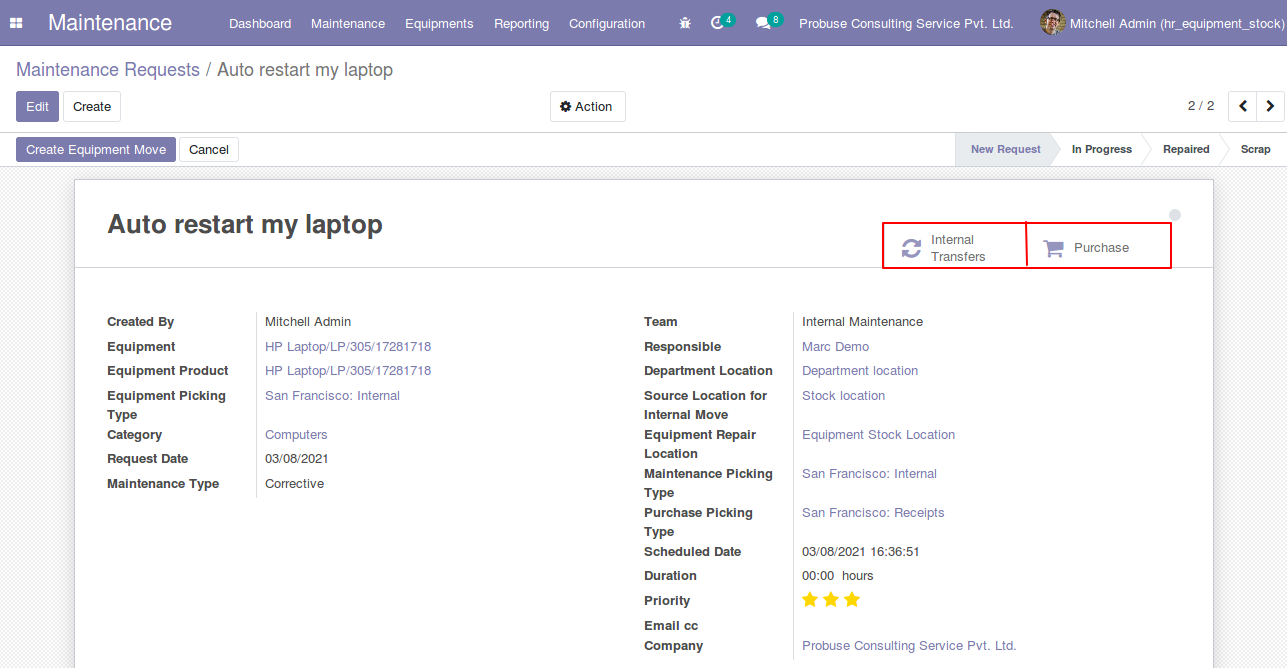 Maintenance Dashboard Maintenance Equipments Reporting Configuration 4 8 Probuse Consulting Service Pvt. Ltd. Mitchell Admin (hr_equipment_stock)
Maintenance Requests / Auto restart my laptop
Edit Create Action 2 / 2
Create Equipment Move Cancel New Request In Progress Repaired Scrap
Auto restart my laptop
Internal
Transfers
Purchase
Created By Mitchell Admin
Equipment HP Laptop/LP/305/17281718
Equipment Product HP Laptop/LP/305/17281718
Equipment Picking
Type
San Francisco: Internal
Category Computers
Request Date 03/08/2021
Maintenance Type Corrective
Team Internal Maintenance
Responsible Marc Demo
Department Location Department location
Source Location for
Internal Move
Stock location
Equipment Repair
Location
Equipment Stock Location
Maintenance Picking
Type
San Francisco: Internal
Purchase Picking
Type
San Francisco: Receipts
Scheduled Date 03/08/2021 16:36:51
Duration 00:00 hours
Priority
Email cc
Company Probuse Consulting Service Pvt. Ltd.